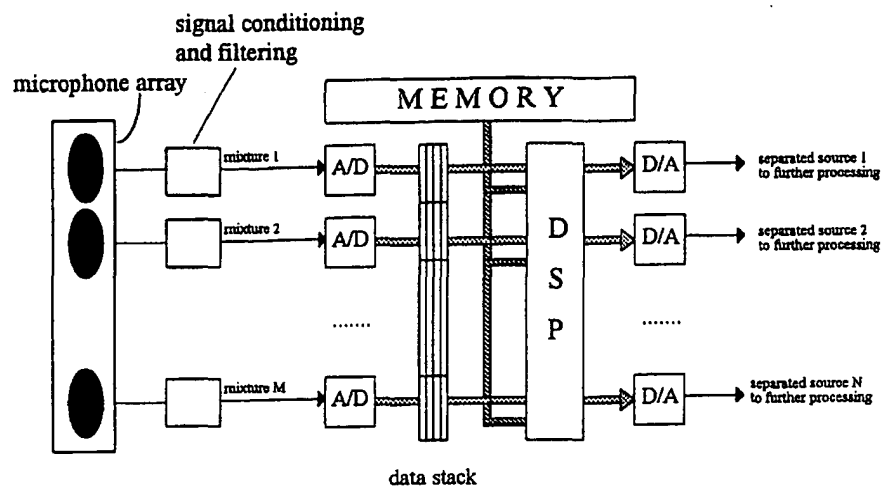 signal conditioning
and filtering
microphone array
MEMORY
mixture 1
A/D
D/A
separated source 1
to further processing
mixture 2
A/D
D/A
separated source 2
to further processing
D
S
P
........
........
mixture M
A/D
D/A
separated source N
to further processing
data stack